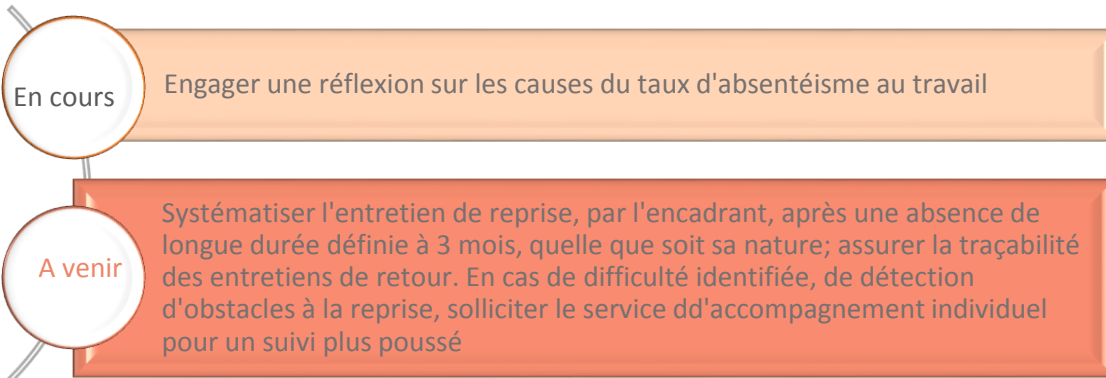 En cours
Engager une réflexion sur les causes du taux d'absentéisme au travail
A venir
Systématiser l'entretien de reprise, par l'encadrant, après une absence de
longue durée définie à 3 mois, quelle que soit sa nature; assurer la traçabilité
des entretiens de retour. En cas de difficulté identifiée, de détection
d'obstacles à la reprise, solliciter le service dd'accompagnement individuel
pour un suivi plus poussé